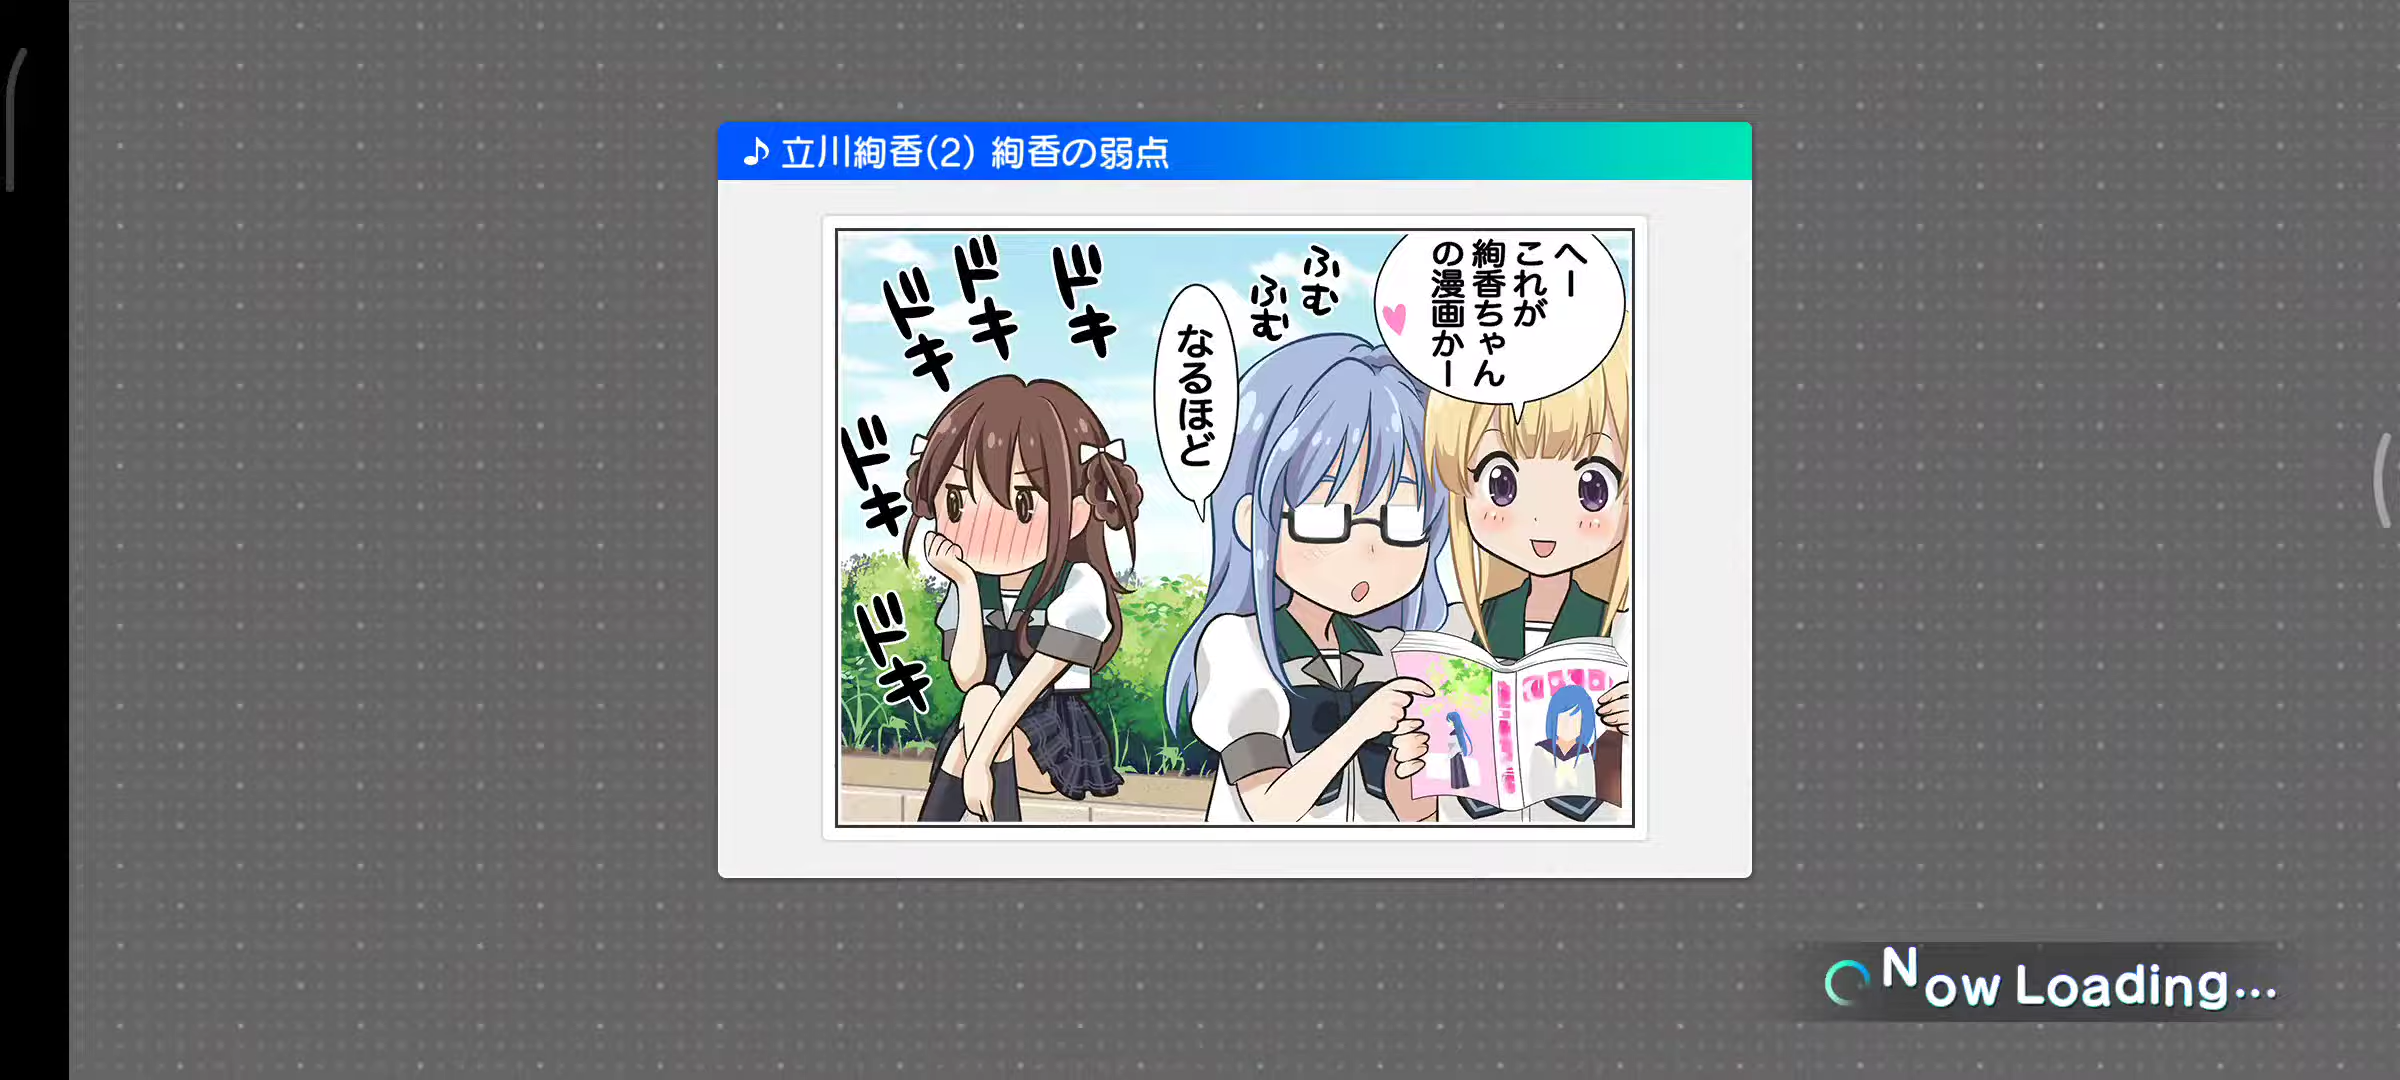 ♪ 立川絢香(2) 絢香の弱点
へー
これが
絢香ちゃん
の漫画かー
ふむ
ふむ
なるほど
ドキ
ドキ
ドキ
ドキ
ドキ
Now Loading...